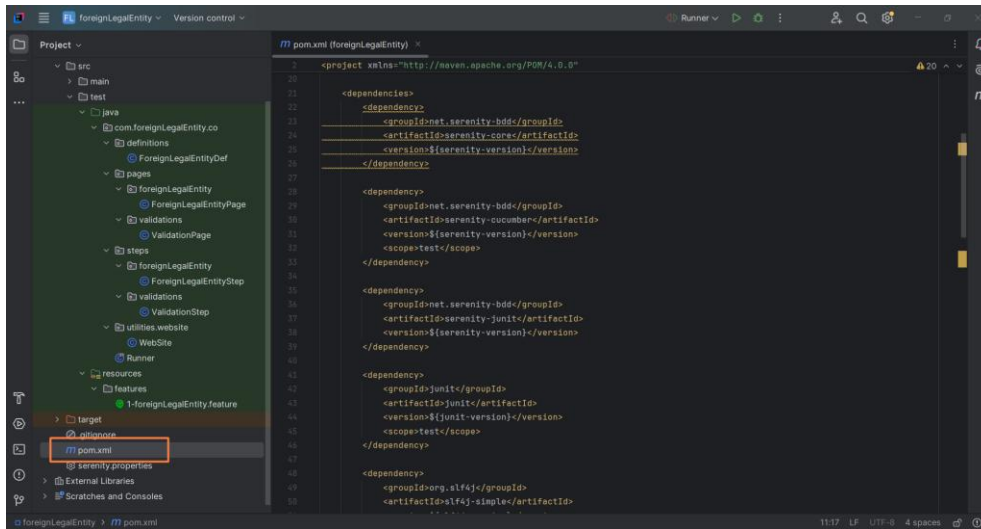 FL foreignLegalEntity Version control Runner
Project
pom.xml (foreignLegalEntity)
src
main
test
java
com.foreignLegalEntity.co
definitions
ForeignLegalEntityDef
pages
foreignLegalEntity
ForeignLegalEntityPage
validations
ValidationPage
steps
foreignLegalEntity
ForeignLegalEntityStep
validations
ValidationStep
utilities.website
WebSite
Runner
resources
features
1-foreignLegalEntity.feature
target
.gitignore
pom.xml
serenity.properties
External Libraries
Scratches and Consoles
2 <project xmlns="http://maven.apache.org/POM/4.0.0" 20
20
21 <dependencies>
22 <dependency>
23 <groupId>net.serenity-bdd</groupId>
24 <artifactId>serenity-core</artifactId>
25 <version>${serenity-version}</version>
26 </dependency>
27
28 <dependency>
29 <groupId>net.serenity-bdd</groupId>
30 <artifactId>serenity-cucumber</artifactId>
31 <version>${serenity-version}</version>
32 <scope>test</scope>
33 </dependency>
34
35 <dependency>
36 <groupId>net.serenity-bdd</groupId>
37 <artifactId>serenity-junit</artifactId>
38 <version>${serenity-version}</version>
39 </dependency>
40
41 <dependency>
42 <groupId>junit</groupId>
43 <artifactId>junit</artifactId>
44 <version>${junit-version}</version>
45 <scope>test</scope>
46 </dependency>
47
48 <dependency>
49 <groupId>org.slf4j</groupId>
50 <artifactId>slf4j-simple</artifactId>
foreignLegalEntity > pom.xml 11:17 LF UTF-8 4 spaces